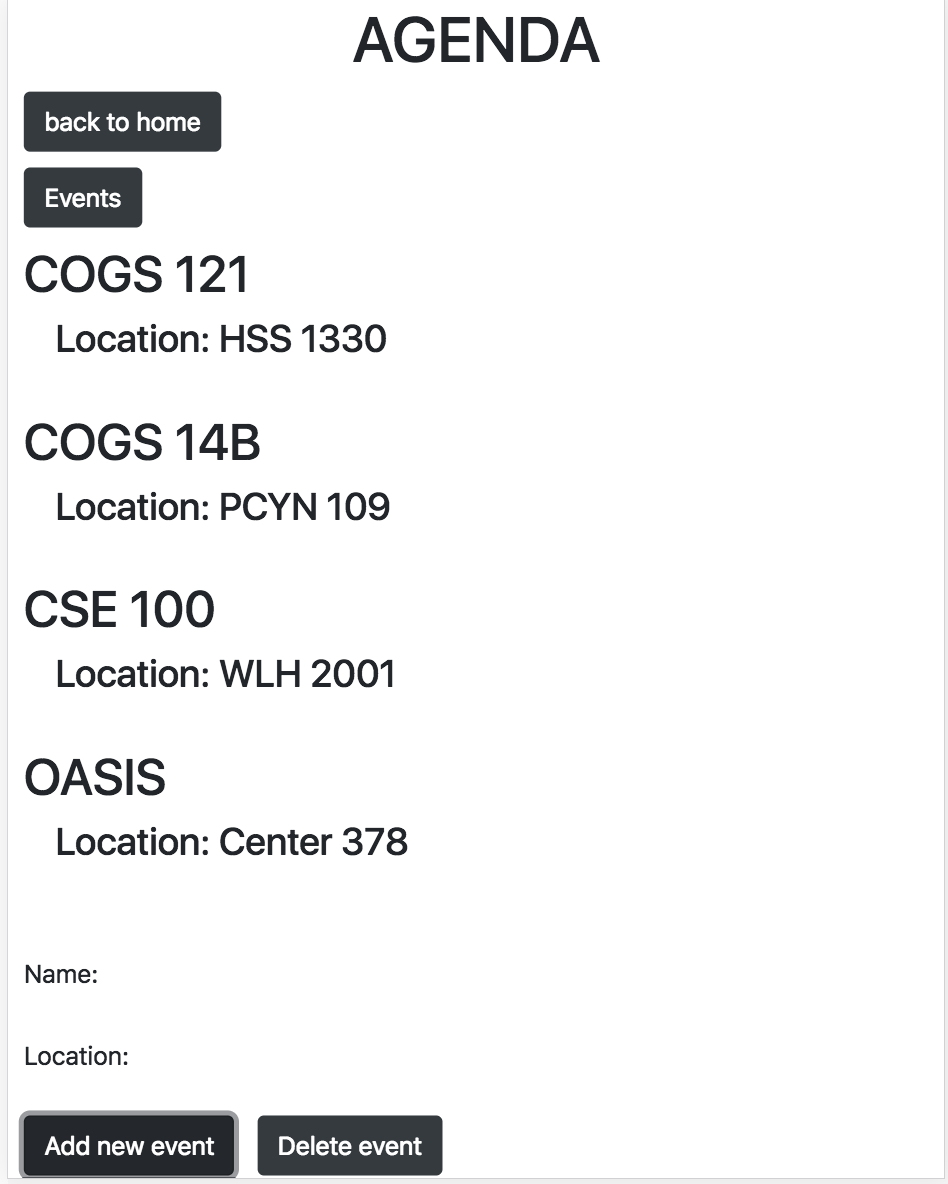 AGENDA
back to home
Events
COGS 121
Location: HSS 1330
COGS 14B
Location: PCYN 109
CSE 100
Location: WLH 2001
OASIS
Location: Center 378
Name:
Location:
Add new event Delete event